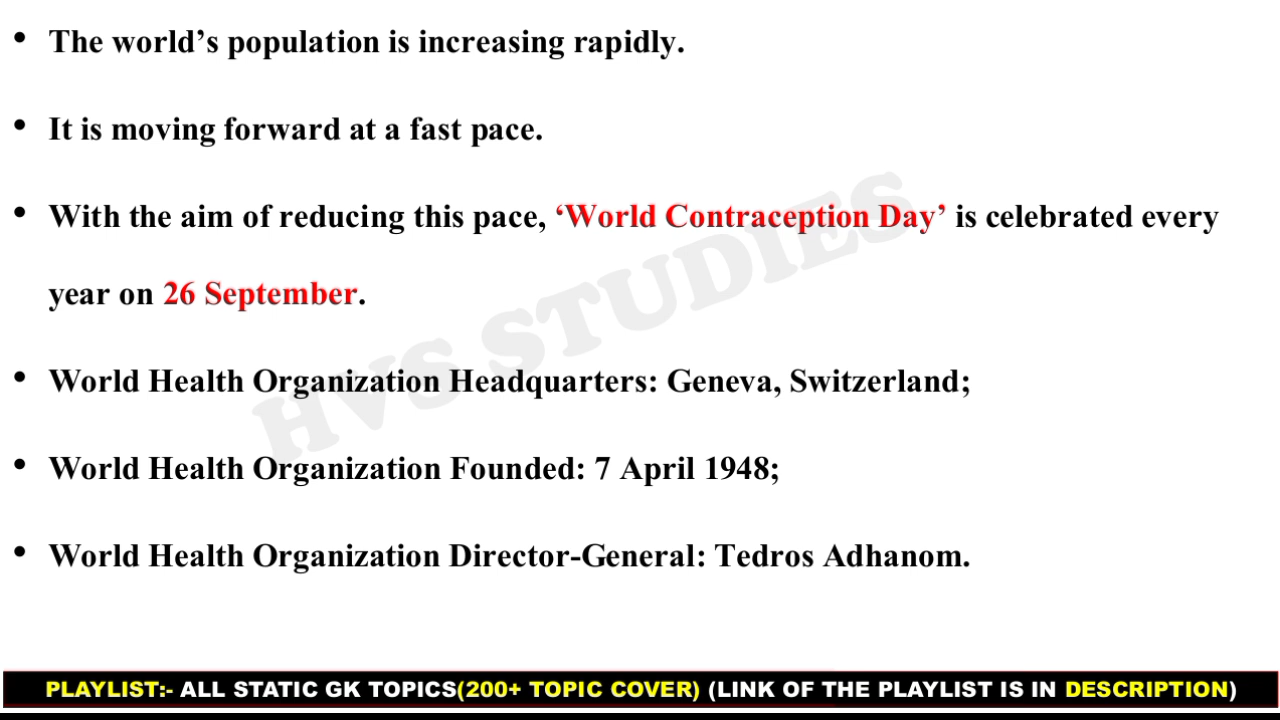 • The world’s population is increasing rapidly.
• It is moving forward at a fast pace.
• With the aim of reducing this pace, ‘World Contraception Day’ is celebrated every
year on 26 September.
• World Health Organization Headquarters: Geneva, Switzerland;
• World Health Organization Founded: 7 April 1948;
• World Health Organization Director-General: Tedros Adhanom.
HVS STUDIES
PLAYLIST:- ALL STATIC GK TOPICS(200+ TOPIC COVER) (LINK OF THE PLAYLIST IS IN DESCRIPTION)